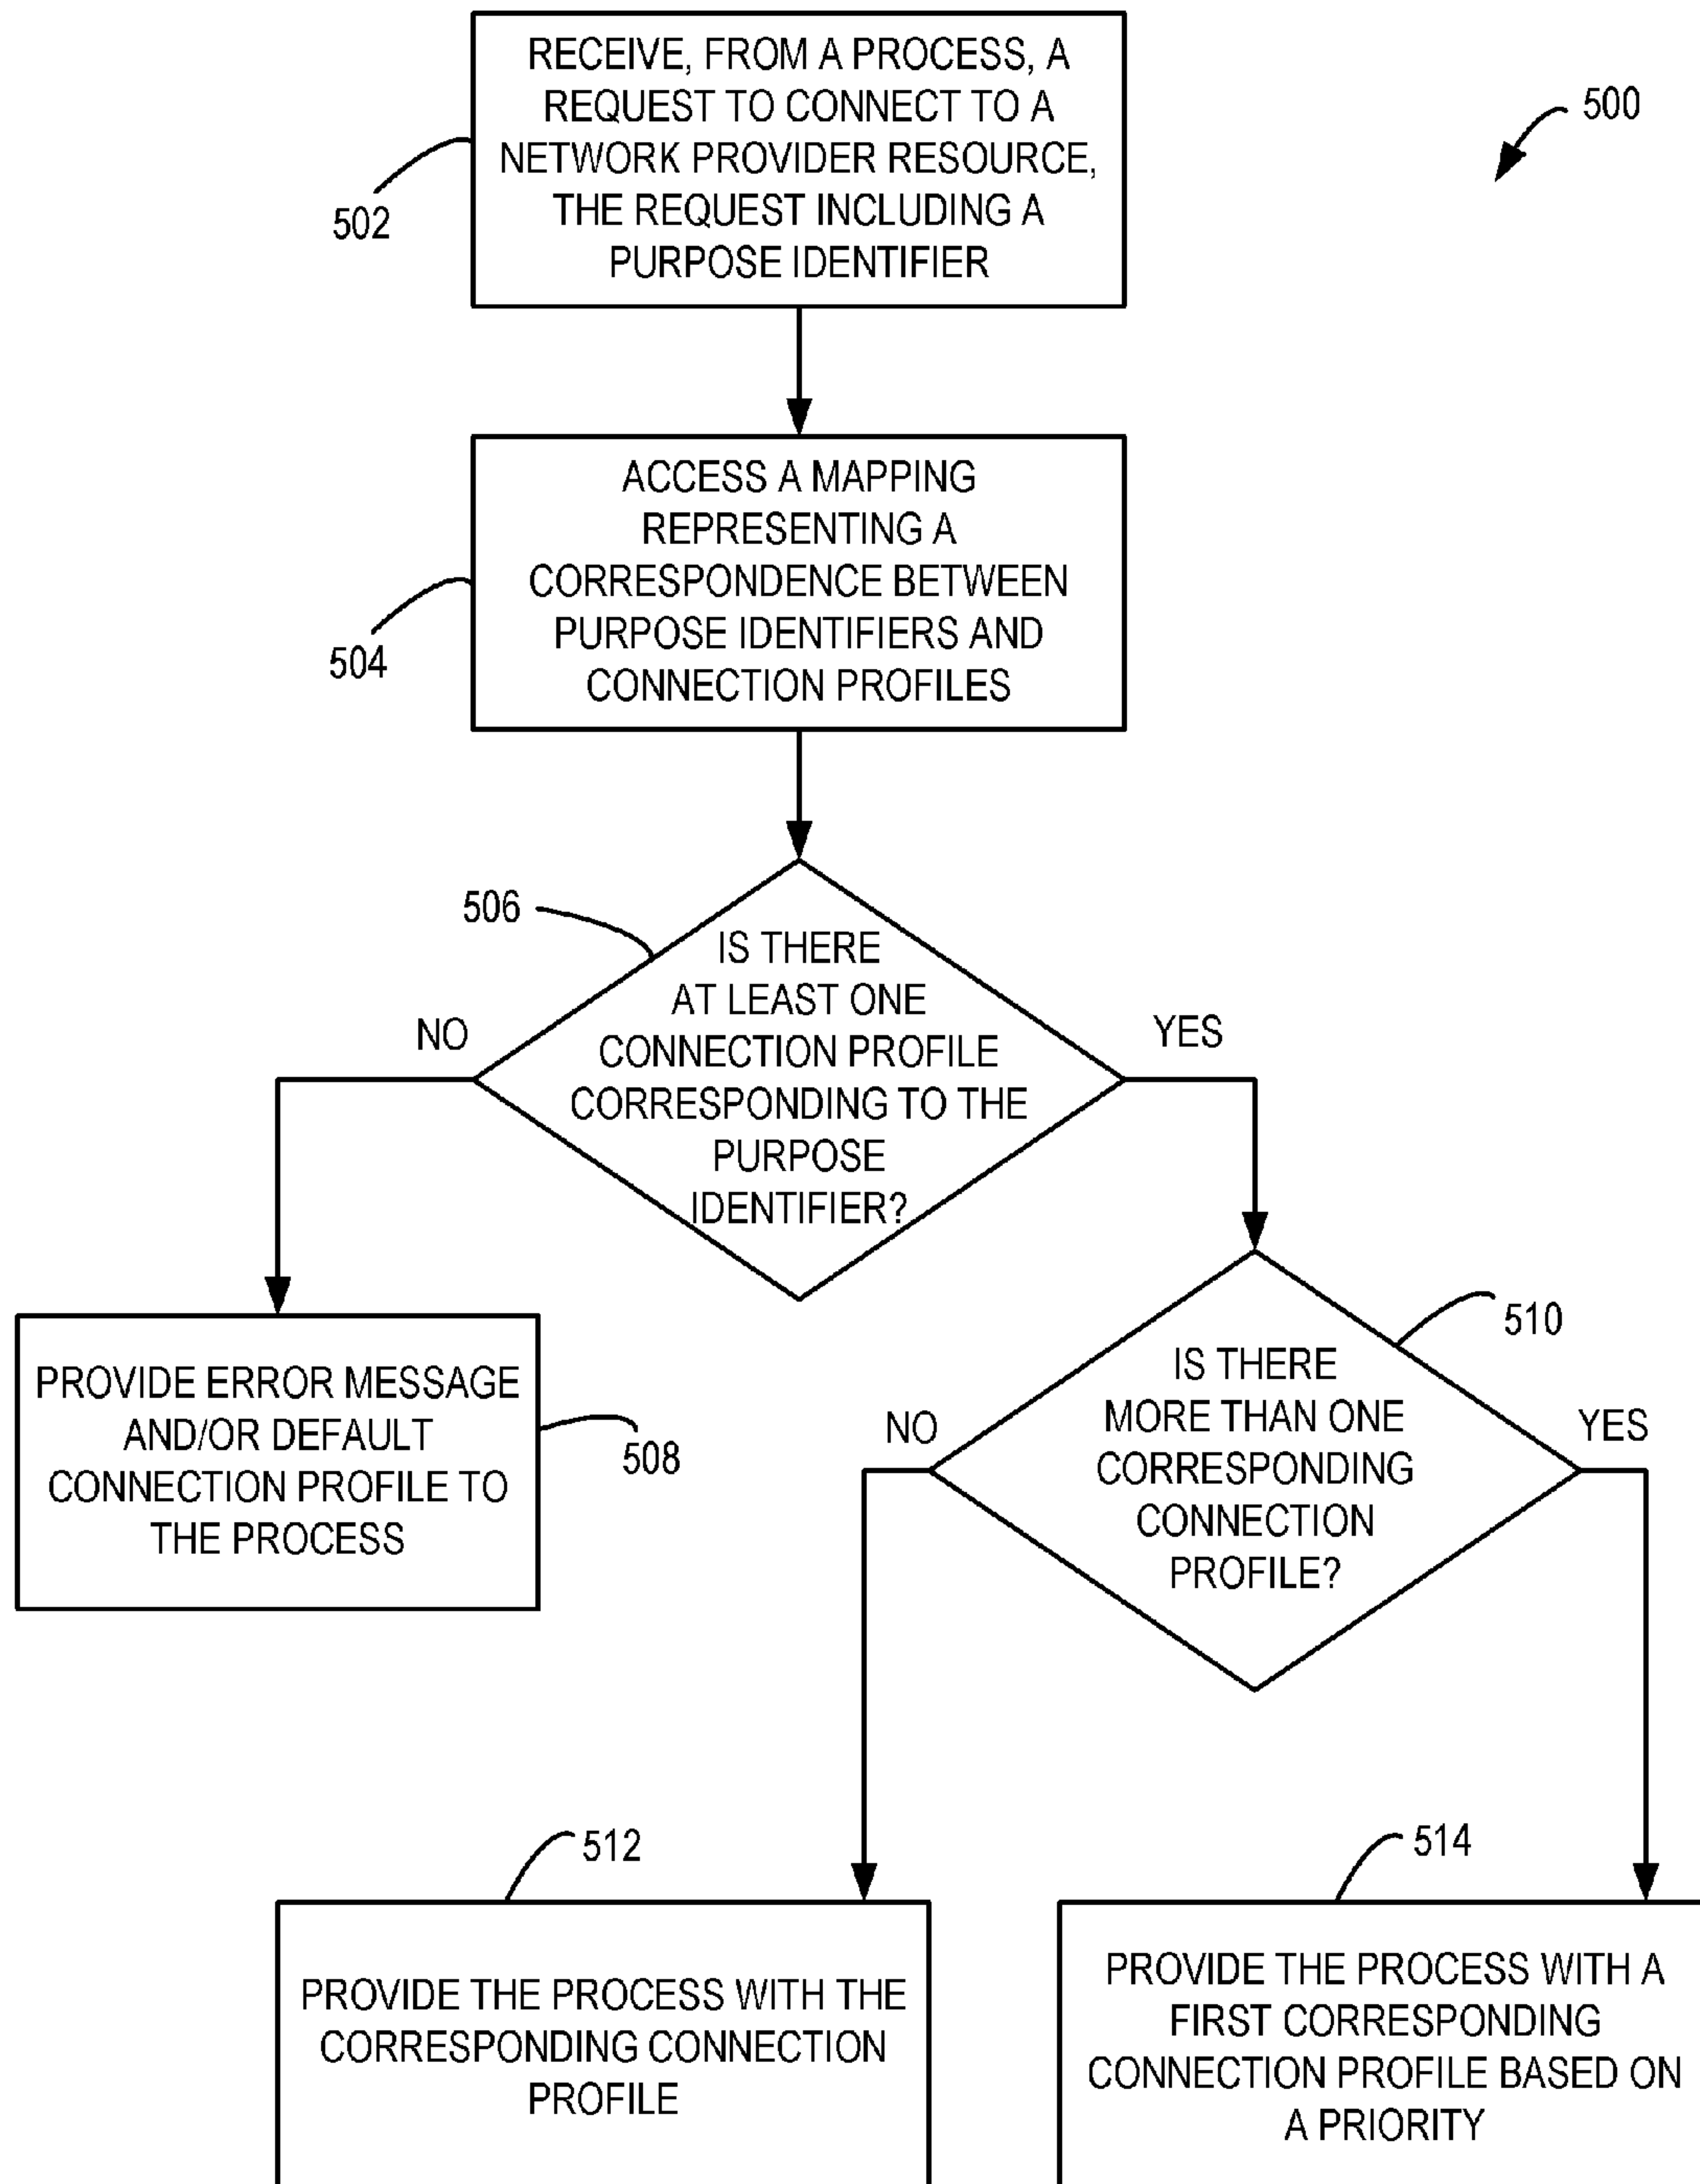 RECEIVE, FROM A PROCESS, A
REQUEST TO CONNECT TO A
NETWORK PROVIDER RESOURCE,
THE REQUEST INCLUDING A
PURPOSE IDENTIFIER
500
502
ACCESS A MAPPING
REPRESENTING A
CORRESPONDENCE BETWEEN
PURPOSE IDENTIFIERS AND
CONNECTION PROFILES
504
506
IS THERE
AT LEAST ONE
CONNECTION PROFILE
CORRESPONDING TO THE
PURPOSE
IDENTIFIER?
NO
YES
PROVIDE ERROR MESSAGE
AND/OR DEFAULT
CONNECTION PROFILE TO
THE PROCESS
508
510
IS THERE
MORE THAN ONE
CORRESPONDING
CONNECTION
PROFILE?
NO
YES
512
PROVIDE THE PROCESS WITH THE
CORRESPONDING CONNECTION
PROFILE
514
PROVIDE THE PROCESS WITH A
FIRST CORRESPONDING
CONNECTION PROFILE BASED ON
A PRIORITY